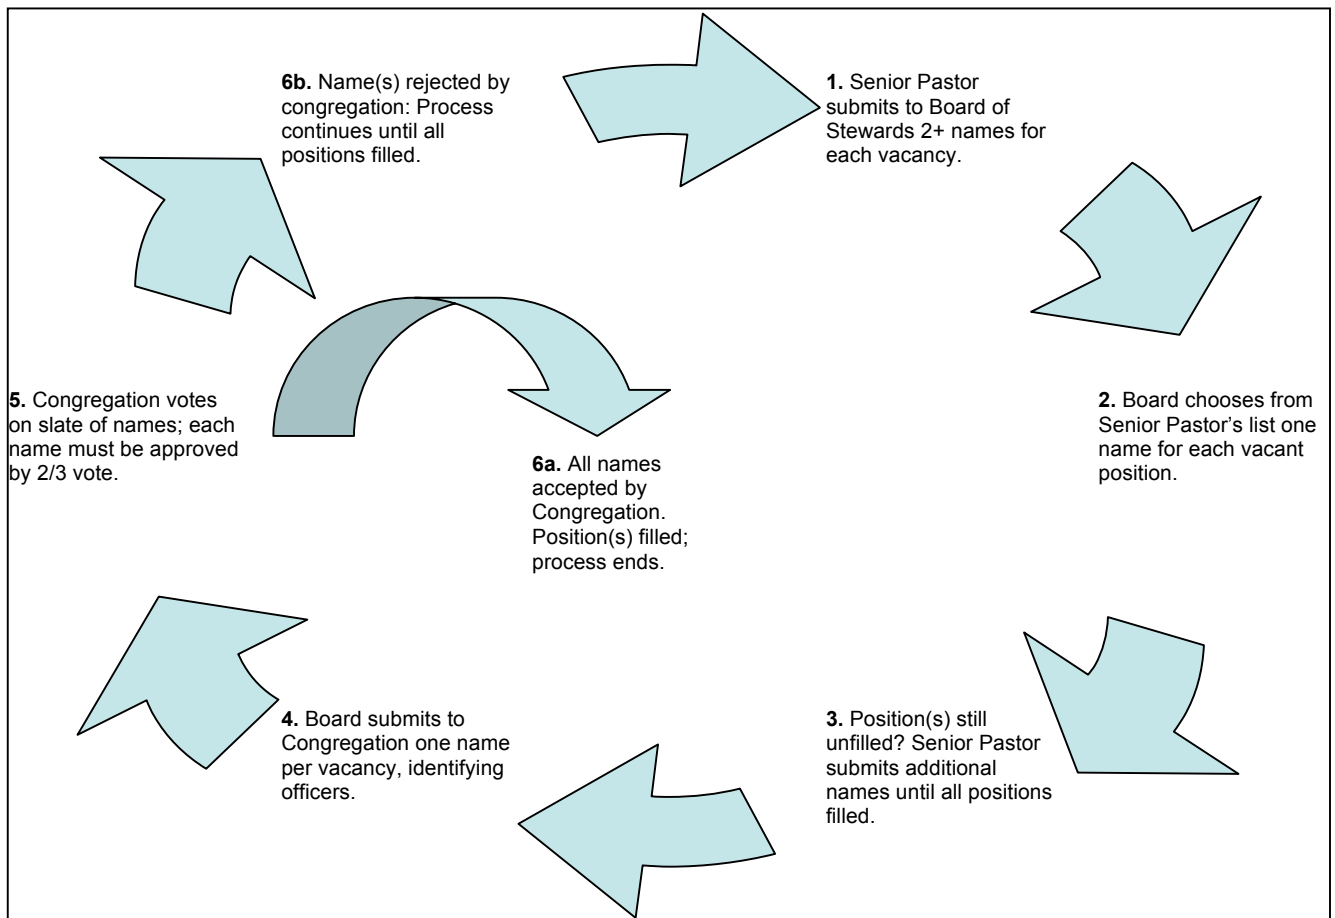 1. Senior Pastor
submits to Board of
Stewards 2+ names for
each vacancy.
2. Board chooses from
Senior Pastor’s list one
name for each vacant
position.
3. Position(s) still
unfilled? Senior Pastor
submits additional
names until all positions
filled.
4. Board submits to
Congregation one name
per vacancy, identifying
officers.
5. Congregation votes
on slate of names; each
name must be approved
by 2/3 vote.
6a. All names
accepted by
Congregation.
Position(s) filled;
process ends.
6b. Name(s) rejected by
congregation: Process
continues until all
positions filled.